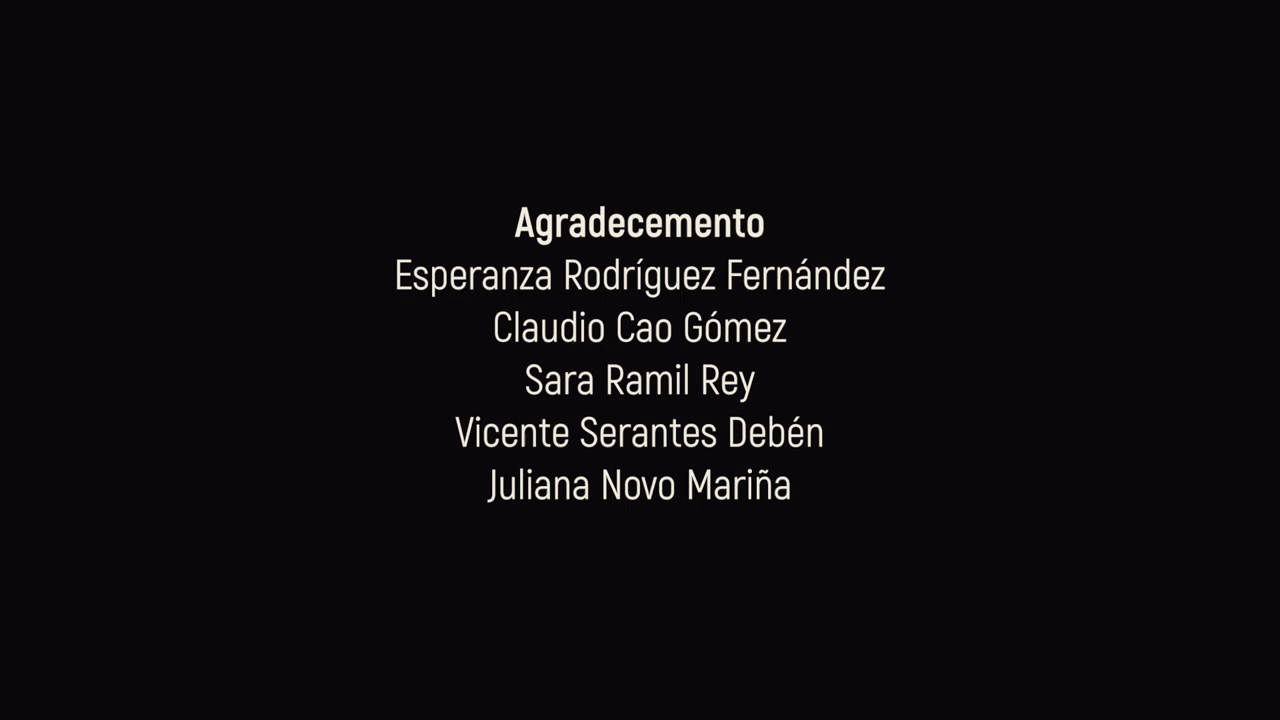 Agradecemento
Esperanza Rodríguez Fernández
Claudio Cao Gómez
Sara Ramil Rey
Vicente Serantes Debén
Juliana Novo Mariña